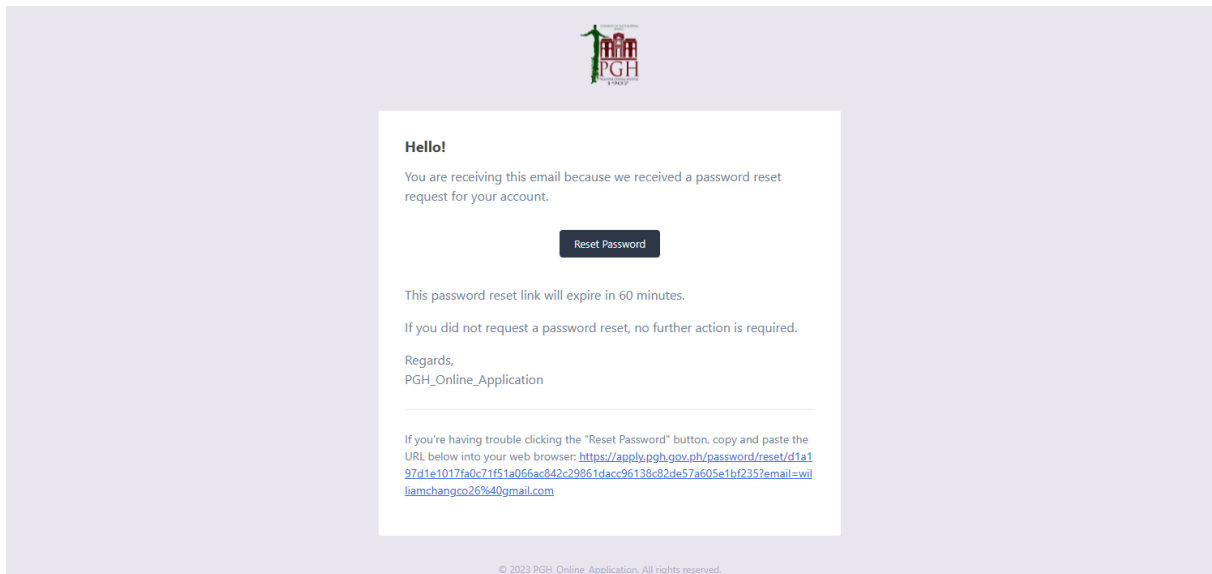 PGH
1907
Hello!
You are receiving this email because we received a password reset
request for your account.
Reset Password
This password reset link will expire in 60 minutes.
If you did not request a password reset, no further action is required.
Regards,
PGH_Online_Application
If you're having trouble clicking the "Reset Password" button, copy and paste the
URL below into your web browser: https://apply.pgh.gov.ph/password/reset/d1a1
97d1e1017fa0c71f51a066ac842c29861dacc96138c82de57a605e1bf235?email=wil
liamchangco26%40gmail.com
© 2023 PGH_Online_Application. All rights reserved.